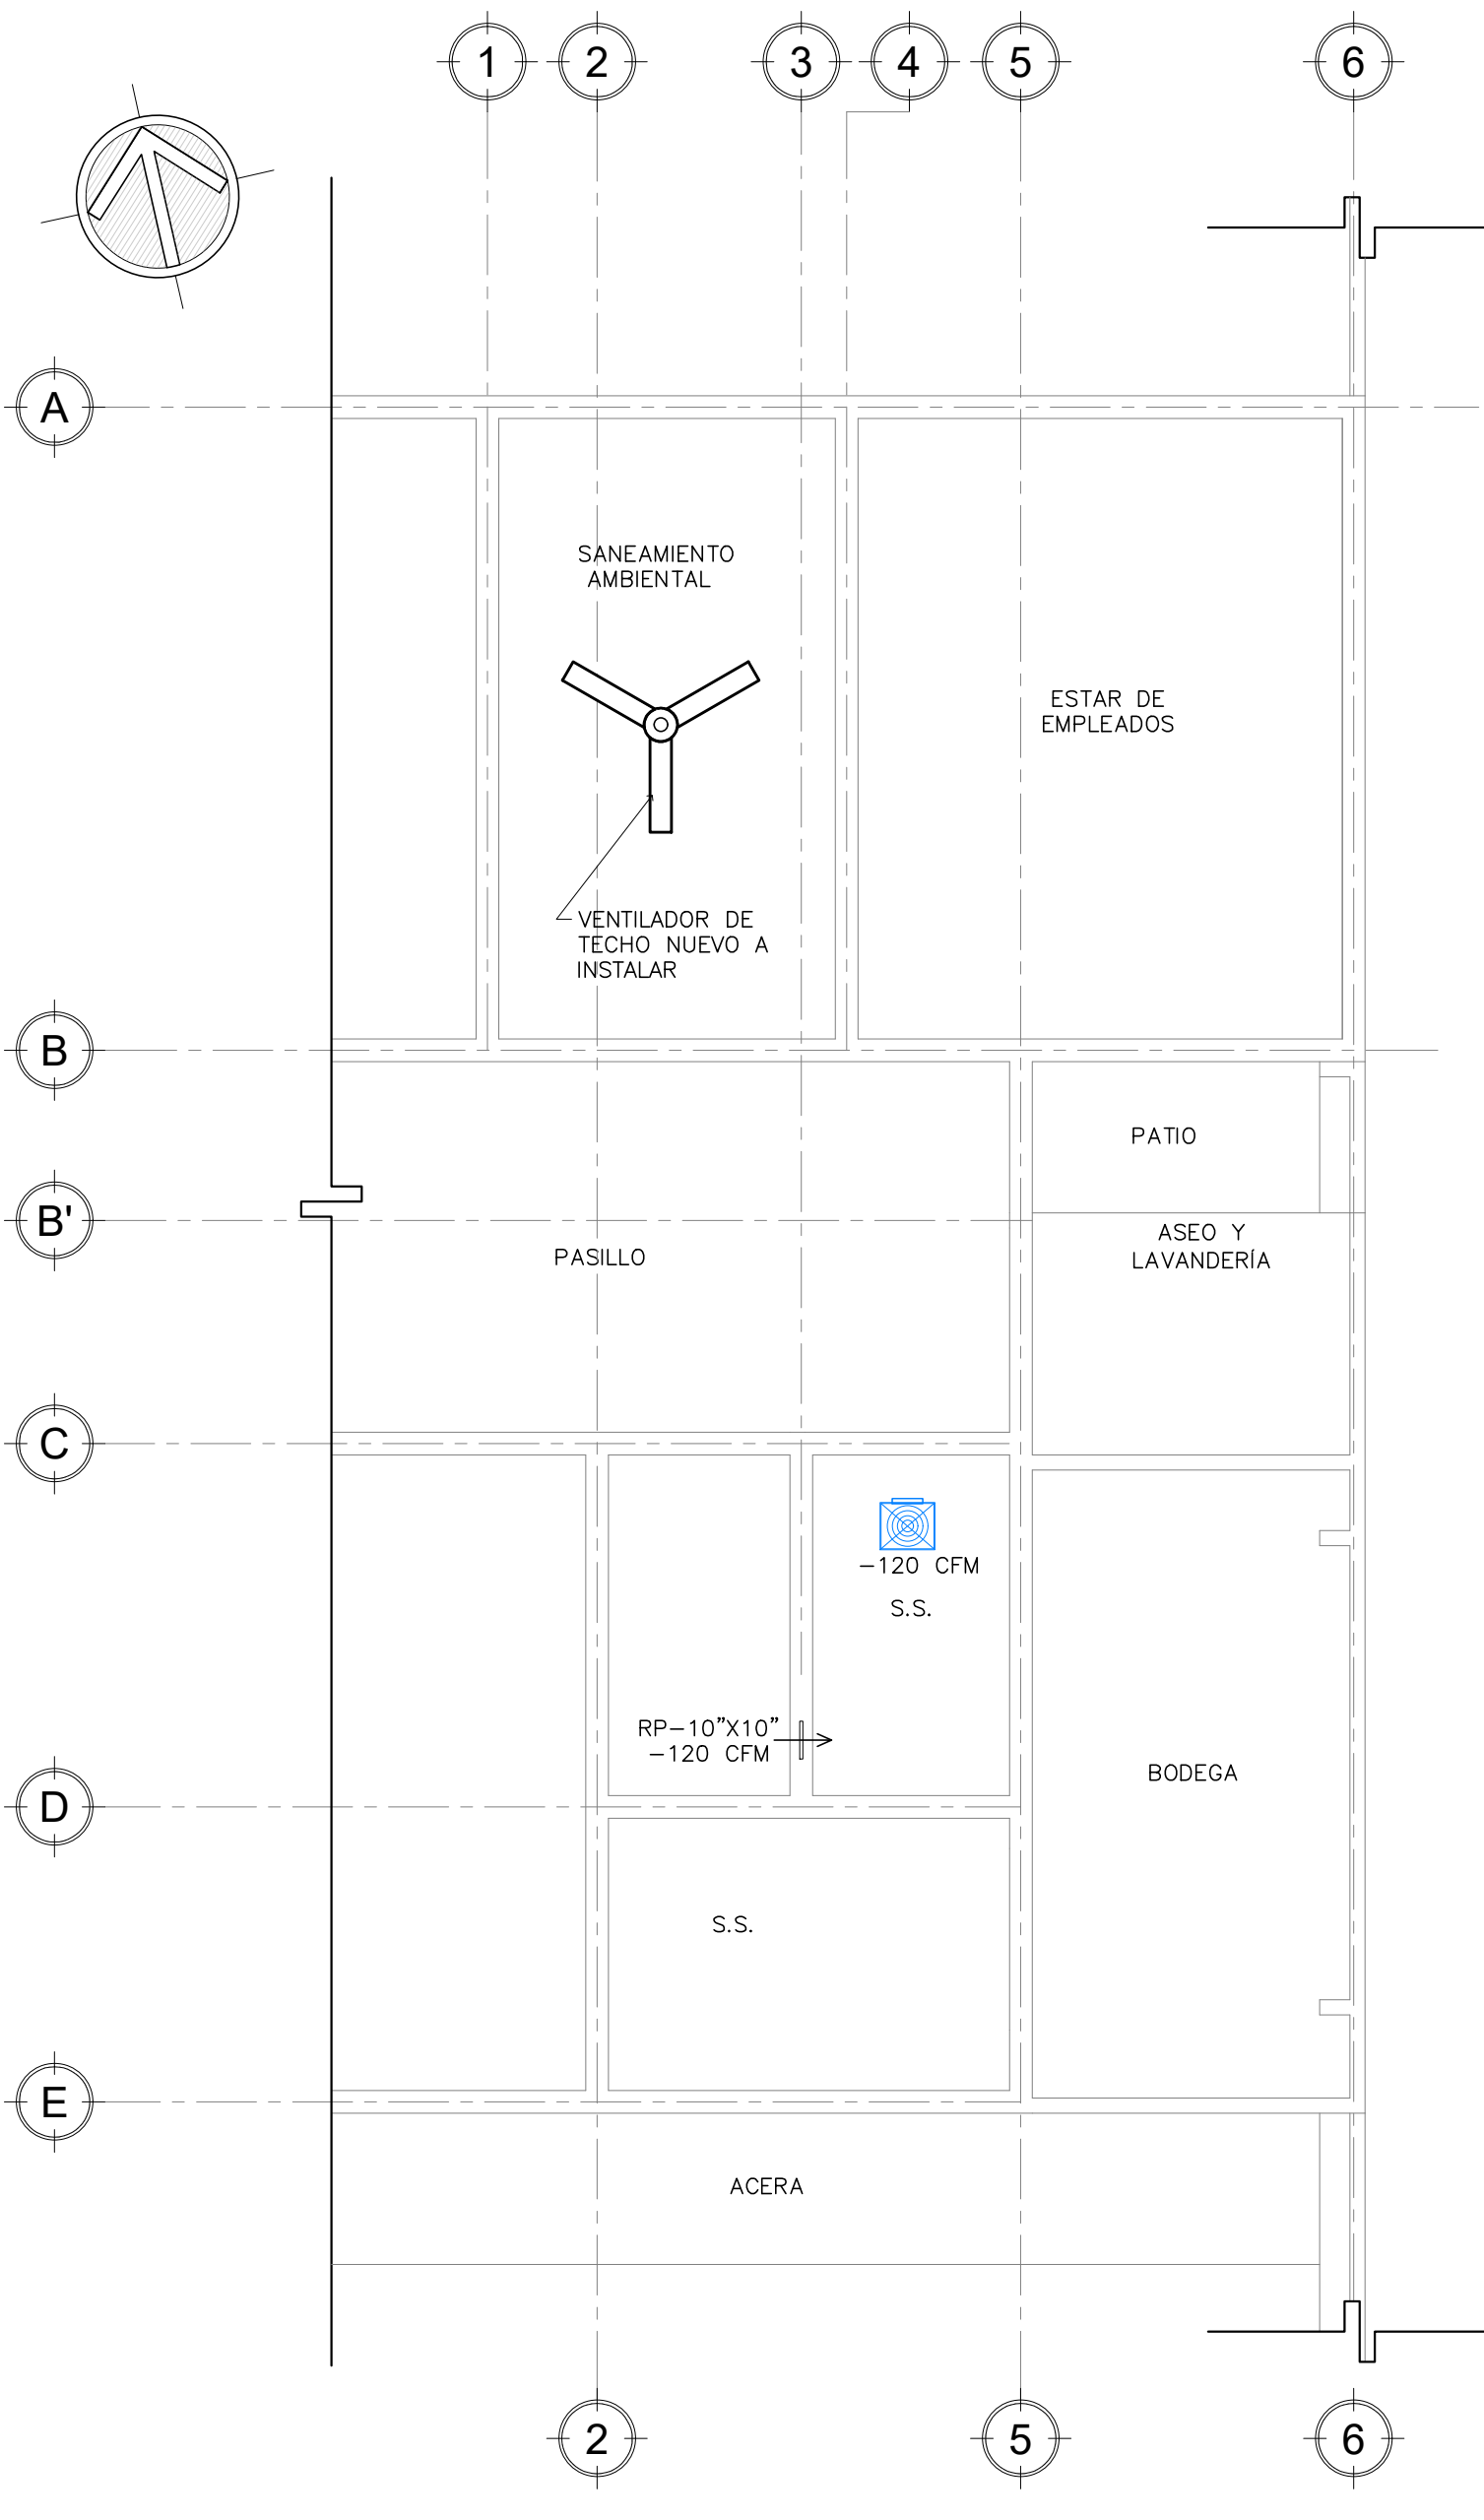 1 2 3 4 5 6
A
SANEAMIENTO
AMBIENTAL
ESTAR DE
EMPLEADOS
VENTILADOR DE
TECHO NUEVO A
INSTALAR
B
PATIO
B'
ASEO Y
LAVANDERÍA
PASILLO
C
-120 CFM
S.S.
RP-10"X10"
-120 CFM
BODEGA
D
S.S.
E
ACERA
2 5 6